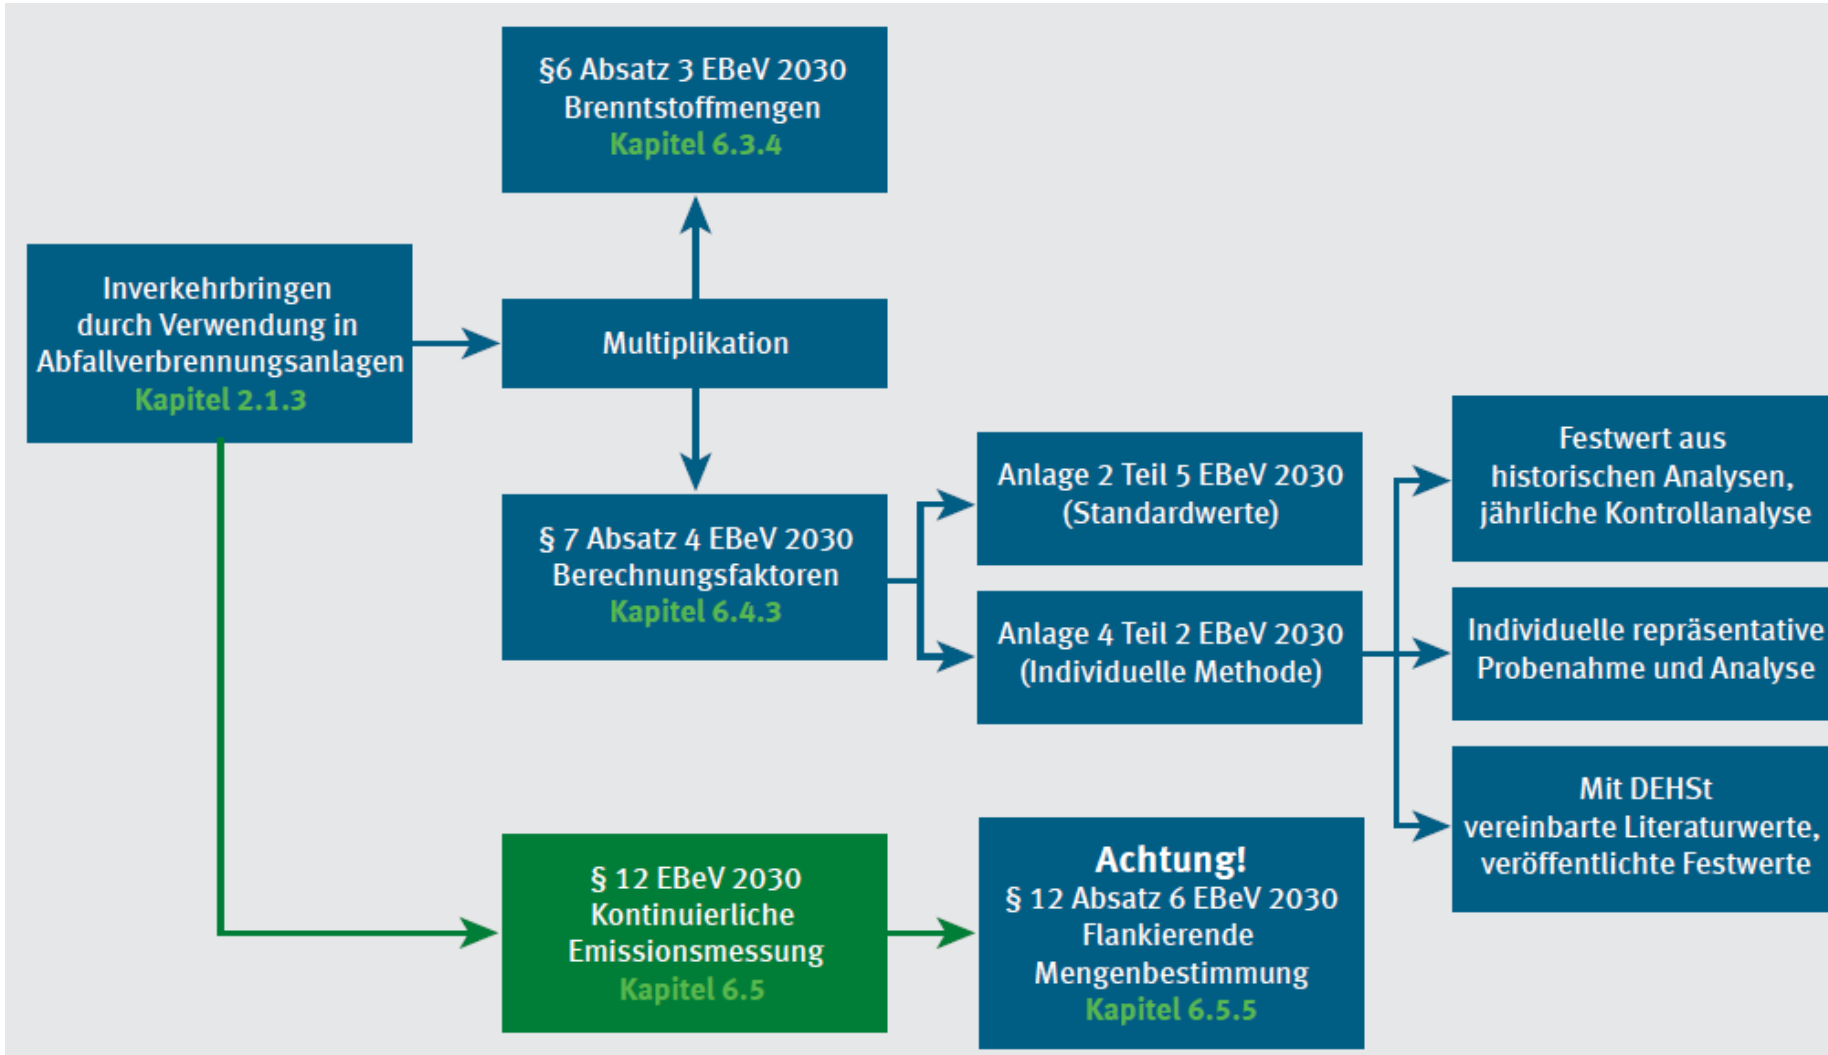 §6 Absatz 3 EBeV 2030
Brenntstoffmengen
Kapitel 6.3.4
Inverkehrbringen
durch Verwendung in
Abfallverbrennungsanlagen
Kapitel 2.1.3
Multiplikation
§ 7 Absatz 4 EBeV 2030
Berechnungsfaktoren
Kapitel 6.4.3
Anlage 2 Teil 5 EBeV 2030
(Standardwerte)
Anlage 4 Teil 2 EBeV 2030
(Individuelle Methode)
Festwert aus
historischen Analysen,
jährliche Kontrollanalyse
Individuelle repräsentative
Probenahme und Analyse
Mit DEHSt
vereinbarte Literaturwerte,
veröffentlichte Festwerte
§ 12 EBeV 2030
Kontinuierliche
Emissionsmessung
Kapitel 6.5
Achtung!
§ 12 Absatz 6 EBeV 2030
Flankierende
Mengenbestimmung
Kapitel 6.5.5